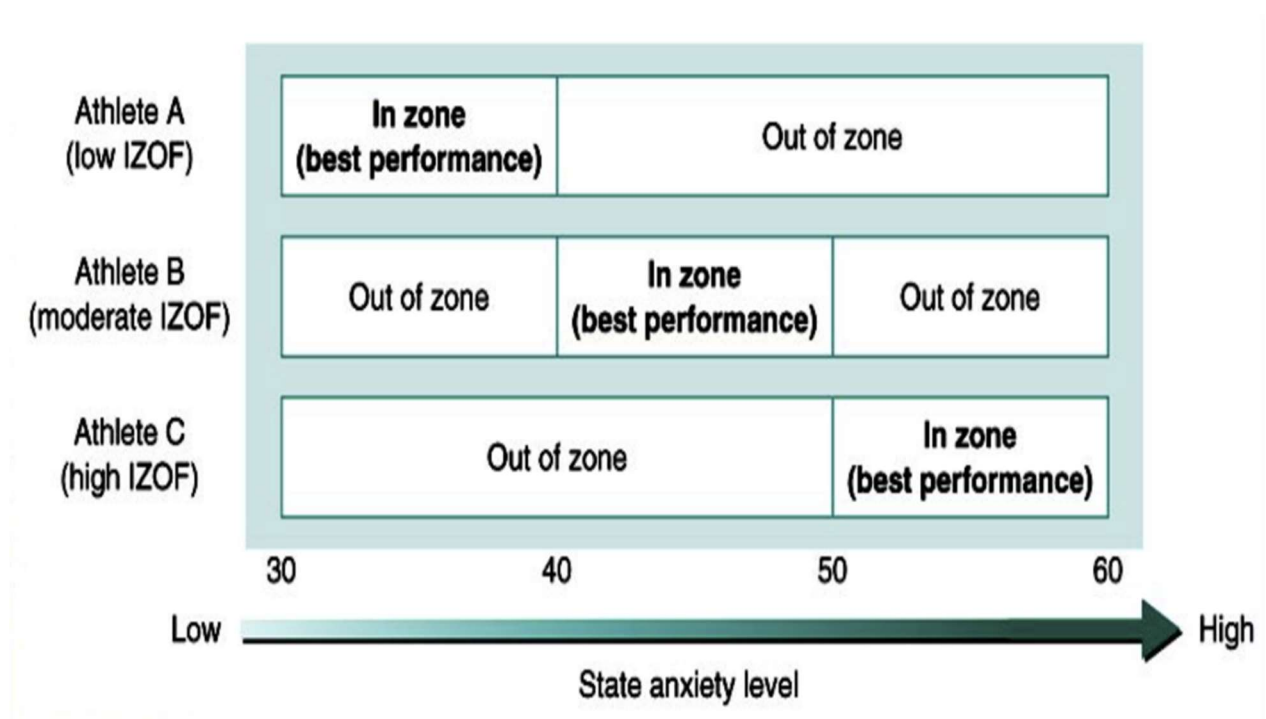 Athlete A
(low IZOF)
In zone
(best performance)
Out of zone
Athlete B
(moderate IZOF)
Out of zone
In zone
(best performance)
Out of zone
Athlete C
(high IZOF)
Out of zone
In zone
(best performance)
30 40 50 60
Low High
State anxiety level